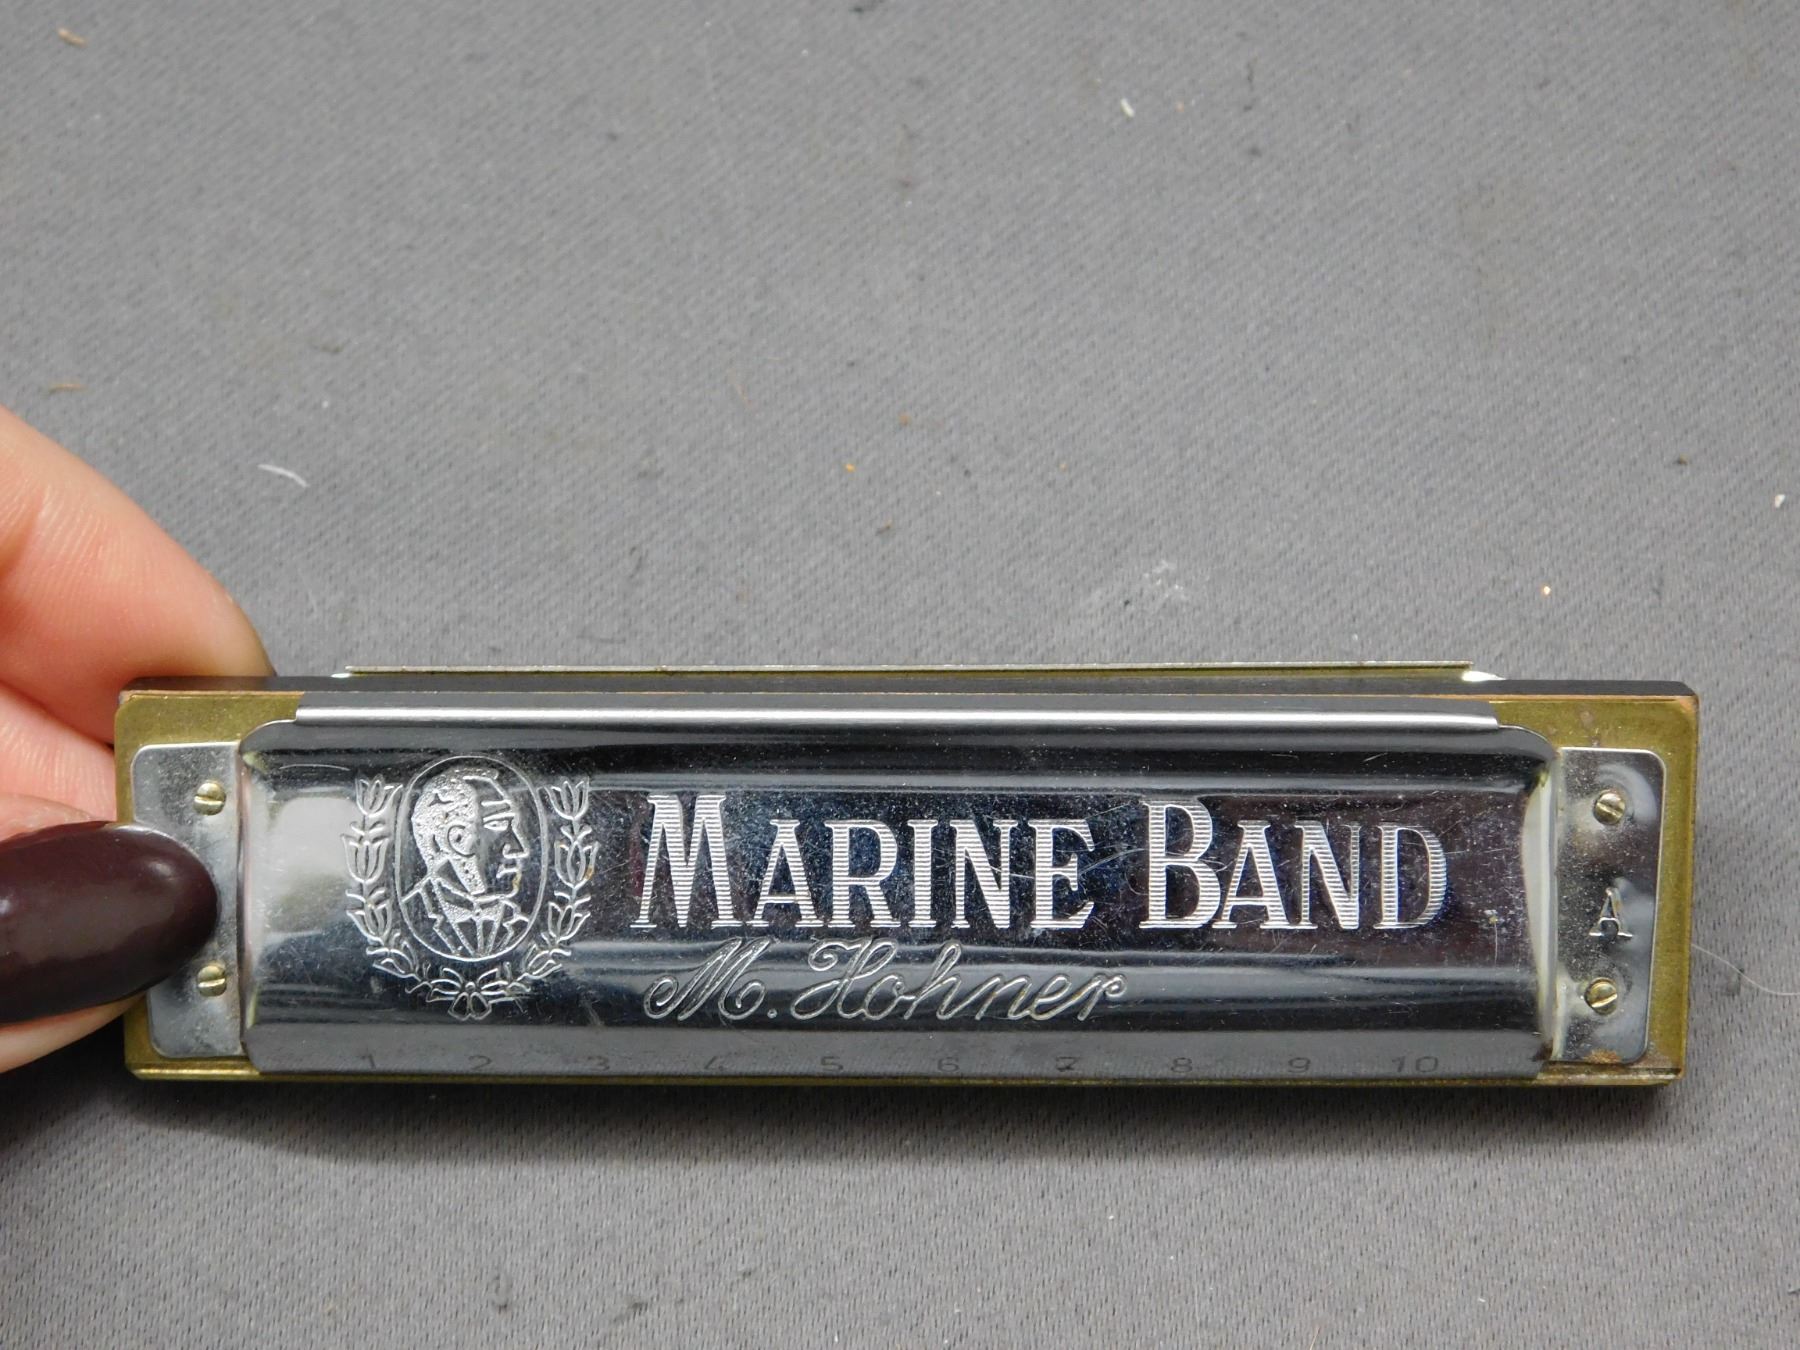 MARINE BAND
M. Hohner
A
1 2 3 4 5 6 7 8 9 10